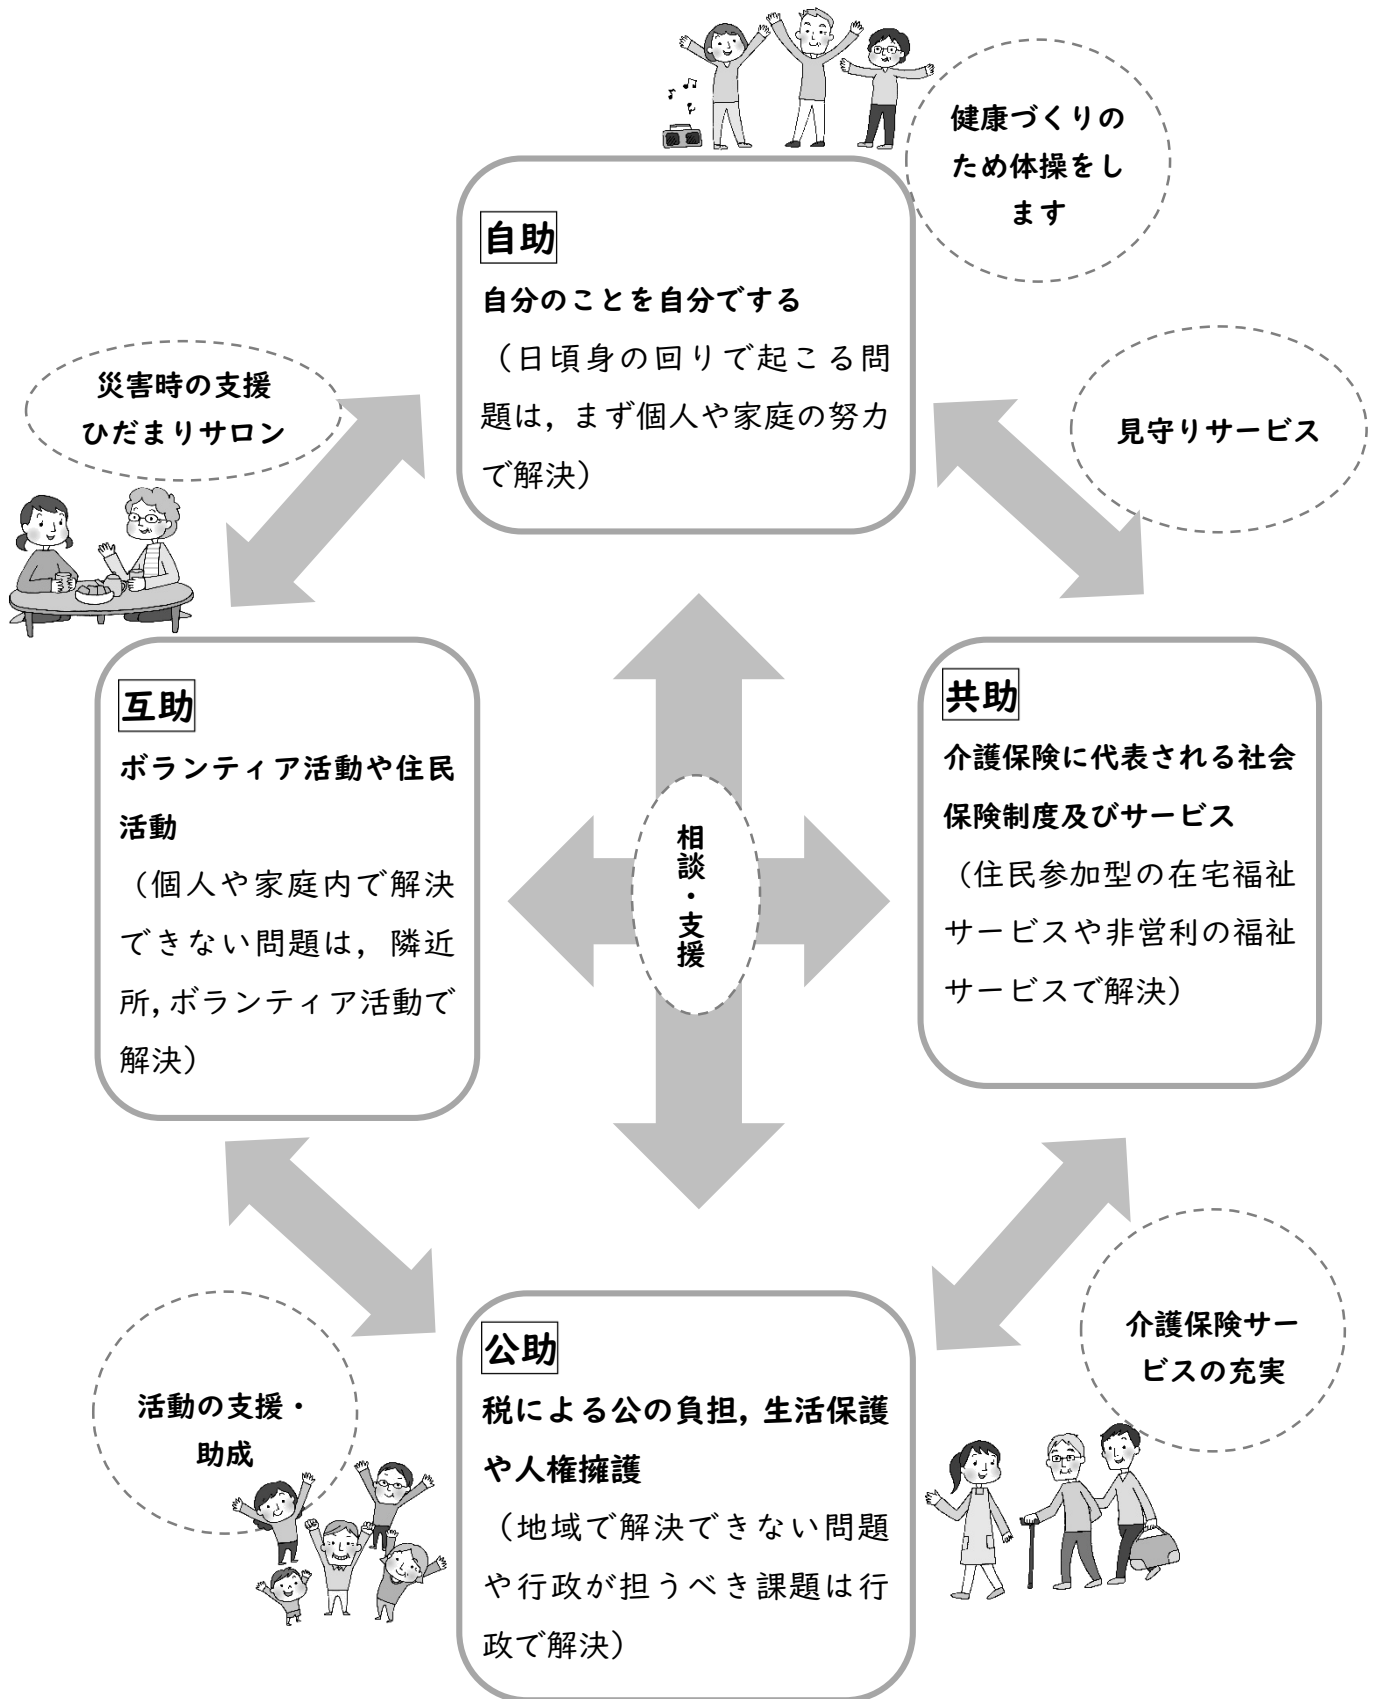 健康づくりの
ため体操をし
ます
自助
自分のことを自分でする
（日頃身の回りで起こる問
題は，まず個人や家庭の努力
で解決）
災害時の支援
ひだまりサロン
見守りサービス
互助
ボランティア活動や住民
活動
（個人や家庭内で解決
できない問題は，隣近
所，ボランティア活動で
解決）
相談・支援
共助
介護保険に代表される社会
保険制度及びサービス
（住民参加型の在宅福祉
サービスや非営利の福祉
サービスで解決）
活動の支援・
助成
公助
税による公の負担，生活保護
や人権擁護
（地域で解決できない問題
や行政が担うべき課題は行
政で解決）
介護保険サー
ビスの充実